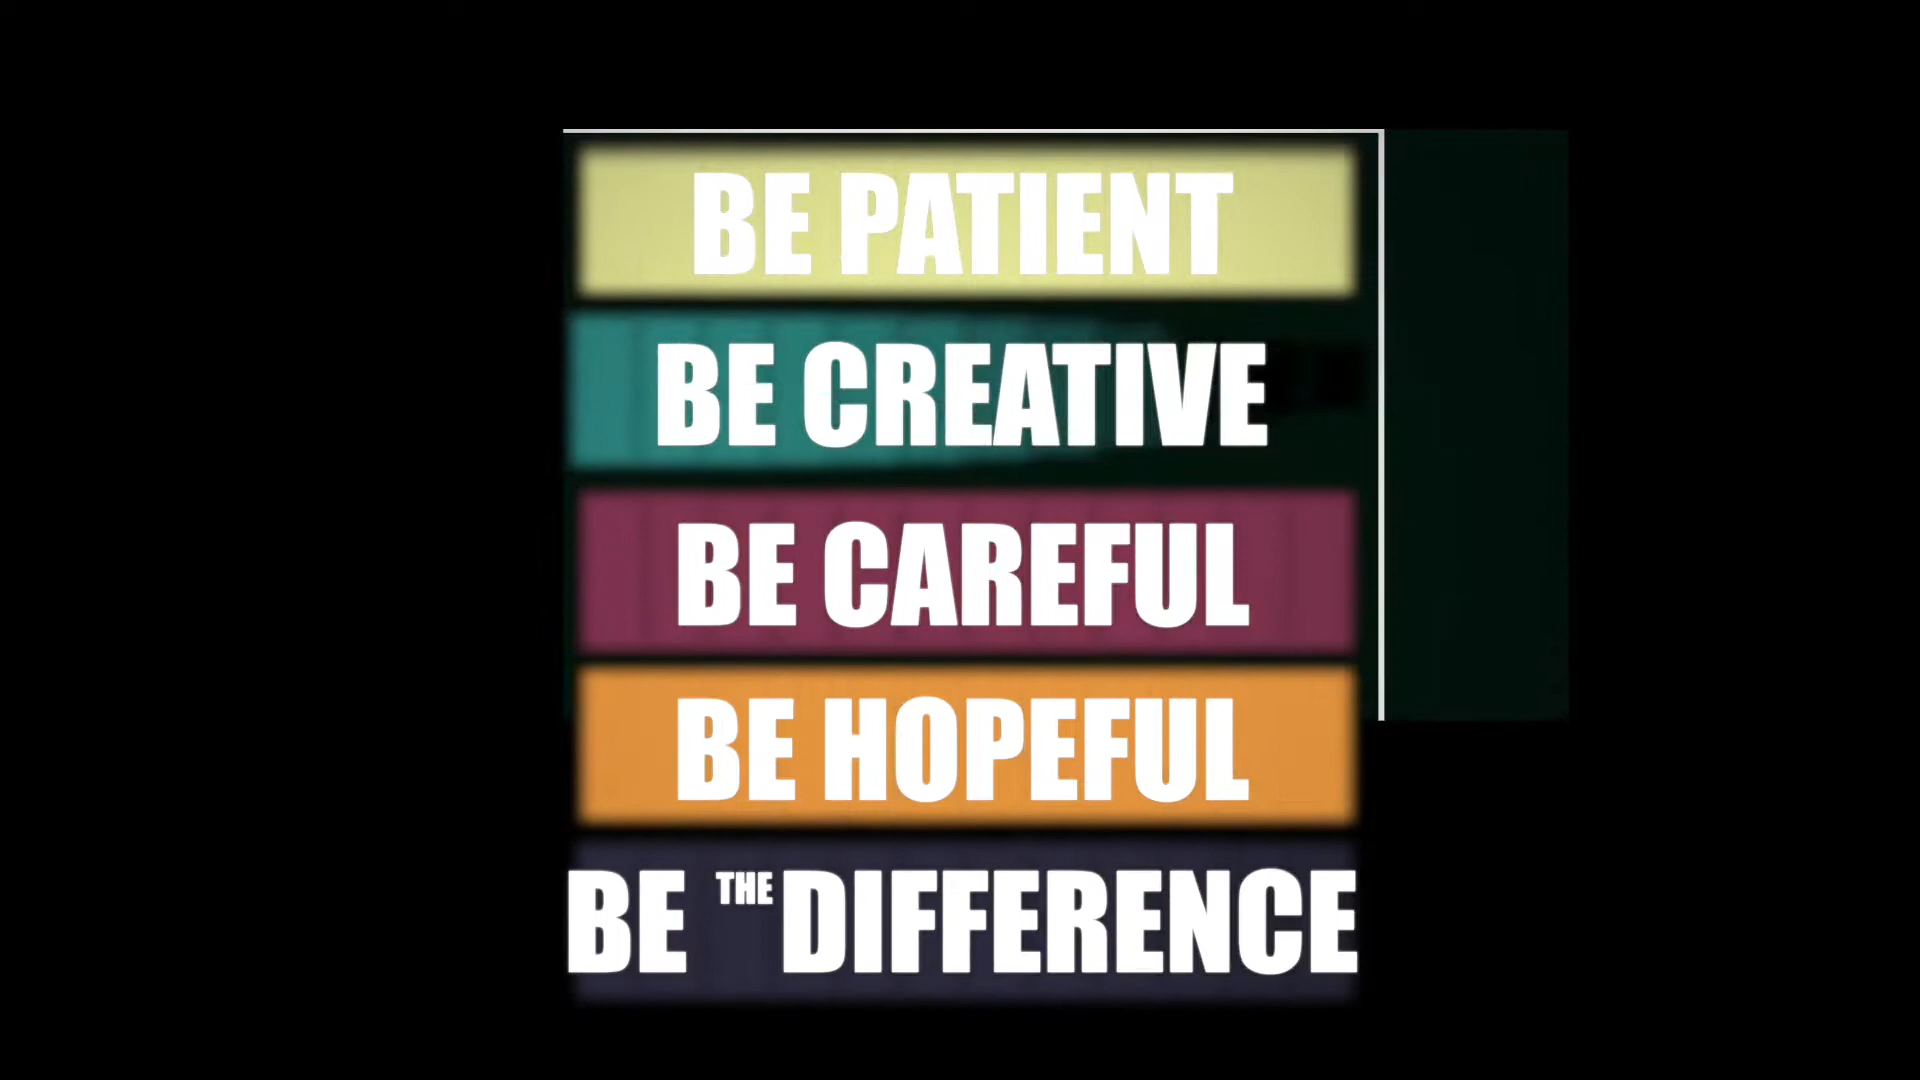 BE PATIENT
BE CREATIVE
BE CAREFUL
BE HOPEFUL
BE THE DIFFERENCE